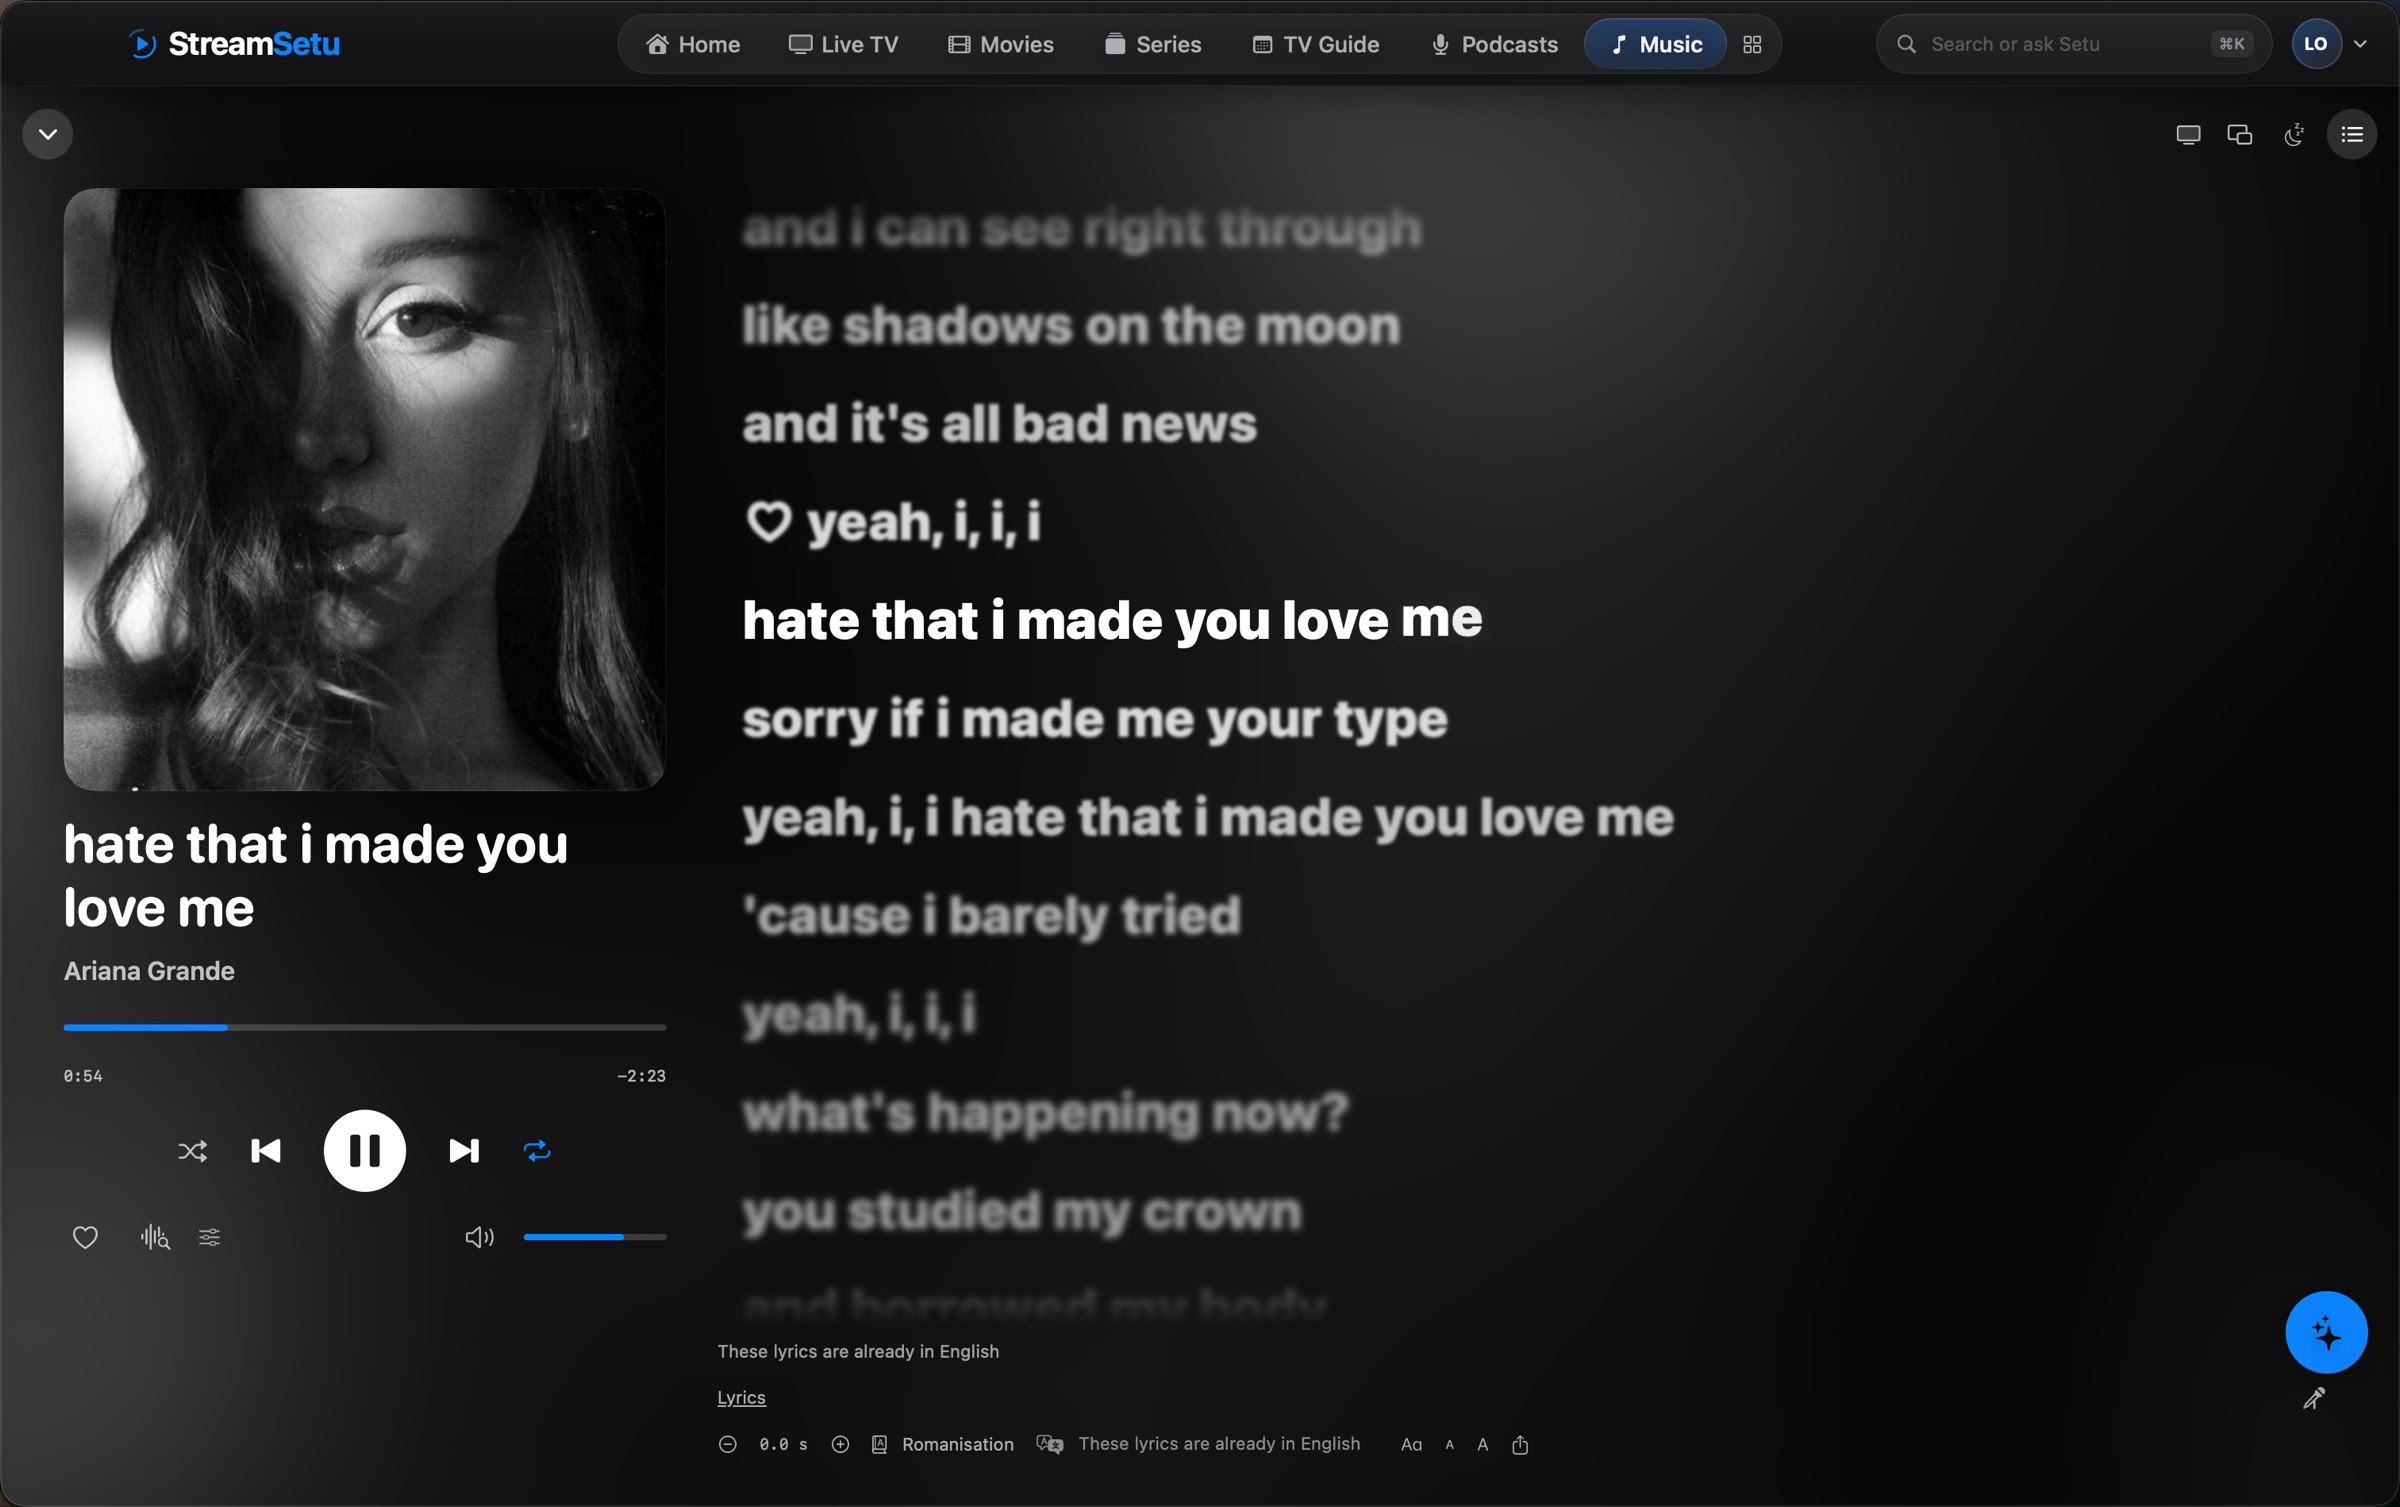 StreamSetu
Home Live TV Movies Series TV Guide Podcasts Music
Search or ask Setu ⌘K
LO
and i can see right through
like shadows on the moon
and it's all bad news
yeah, i, i, i
hate that i made you love me
sorry if i made me your type
yeah, i, i hate that i made you love me
'cause i barely tried
yeah, i, i, i
what's happening now?
you studied my crown
and borrowed my body
hate that i made you
love me
Ariana Grande
0:54 −2:23
These lyrics are already in English
Lyrics
0.0 s Romanisation These lyrics are already in English Aa A A